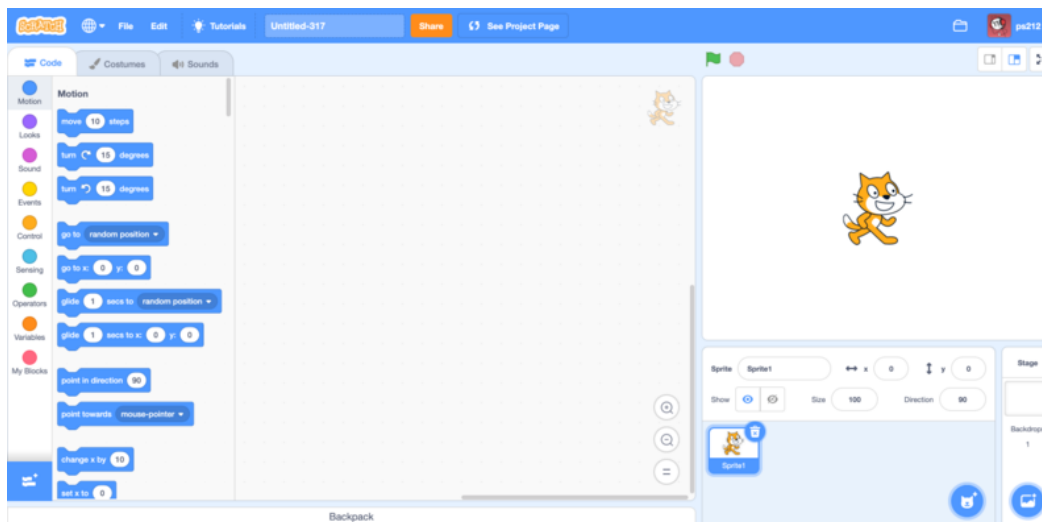 SCRATCH File Edit Tutorials Untitled-317 Share See Project Page ps212
Code Costumes Sounds
Motion
Looks
Sound
Events
Control
Sensing
Operators
Variables
My Blocks
Motion
move 10 steps
turn 15 degrees
turn 15 degrees
go to random position
go to x: 0 y: 0
glide 1 secs to random position
glide 1 secs to x: 0 y: 0
point in direction 90
point towards mouse-pointer
change x by 10
set x to 0
Backpack
Sprite Sprite1 x 0 y 0
Show Size 100 Direction 90
Sprite1
Stage
Backdrops
1